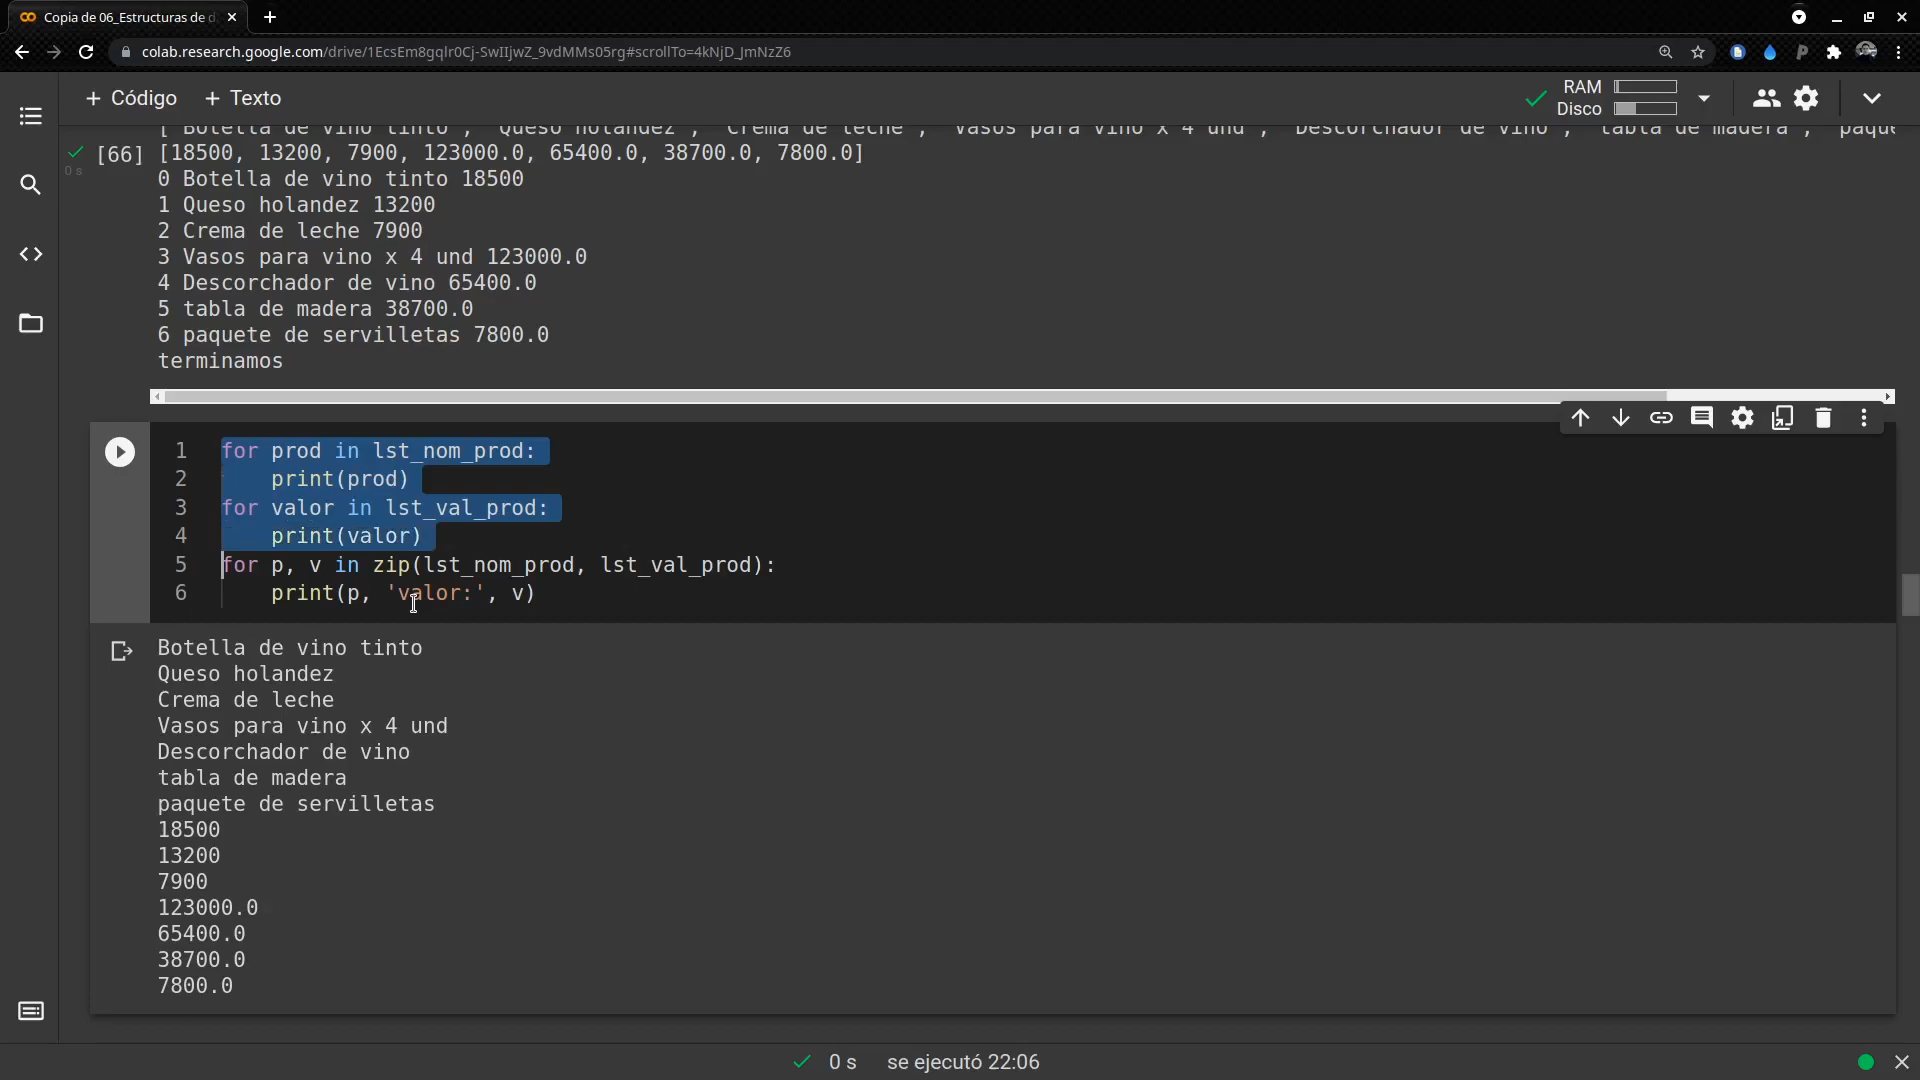 Copia de 06_Estructuras de d
colab.research.google.com/drive/1EcsEm8gqlr0Cj-SwIIjwZ_9vdMMs05rg#scrollTo=4kNjD_JmNzZ6
+ Código + Texto
RAM
Disco
['Botella de vino tinto', 'Queso holandez', 'Crema de leche', 'Vasos para vino x 4 und', 'Descorchador de vino', 'tabla de madera', 'paque
[66] [18500, 13200, 7900, 123000.0, 65400.0, 38700.0, 7800.0]
0 s
0 Botella de vino tinto 18500
1 Queso holandez 13200
2 Crema de leche 7900
3 Vasos para vino x 4 und 123000.0
4 Descorchador de vino 65400.0
5 tabla de madera 38700.0
6 paquete de servilletas 7800.0
terminamos
1 for prod in lst_nom_prod:
2 print(prod)
3 for valor in lst_val_prod:
4 print(valor)
5 for p, v in zip(lst_nom_prod, lst_val_prod):
6 print(p, 'valor:', v)
Botella de vino tinto
Queso holandez
Crema de leche
Vasos para vino x 4 und
Descorchador de vino
tabla de madera
paquete de servilletas
18500
13200
7900
123000.0
65400.0
38700.0
7800.0
0 s se ejecutó 22:06